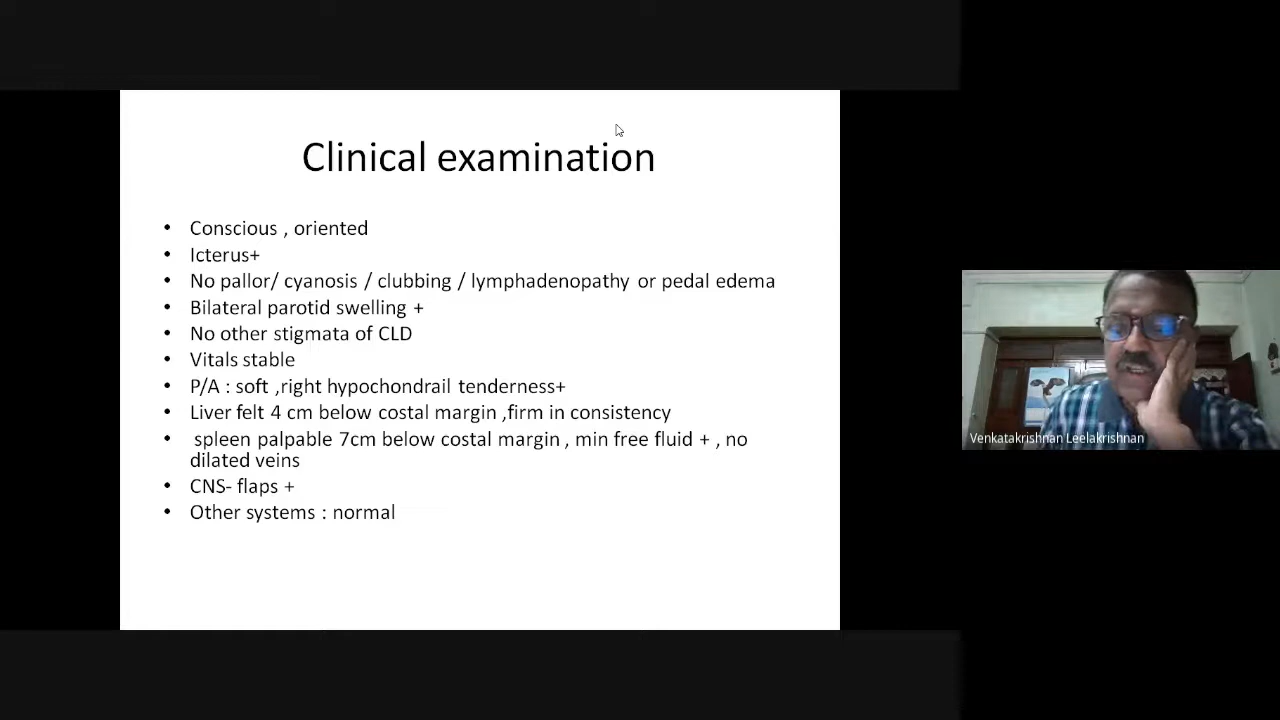 Clinical examination
• Conscious , oriented
• Icterus+
• No pallor/ cyanosis / clubbing / lymphadenopathy or pedal edema
• Bilateral parotid swelling +
• No other stigmata of CLD
• Vitals stable
• P/A : soft ,right hypochondrail tenderness+
• Liver felt 4 cm below costal margin ,firm in consistency
• spleen palpable 7cm below costal margin , min free fluid + , no
dilated veins
• CNS- flaps +
• Other systems : normal
Venkatakrishnan Leelakrishnan